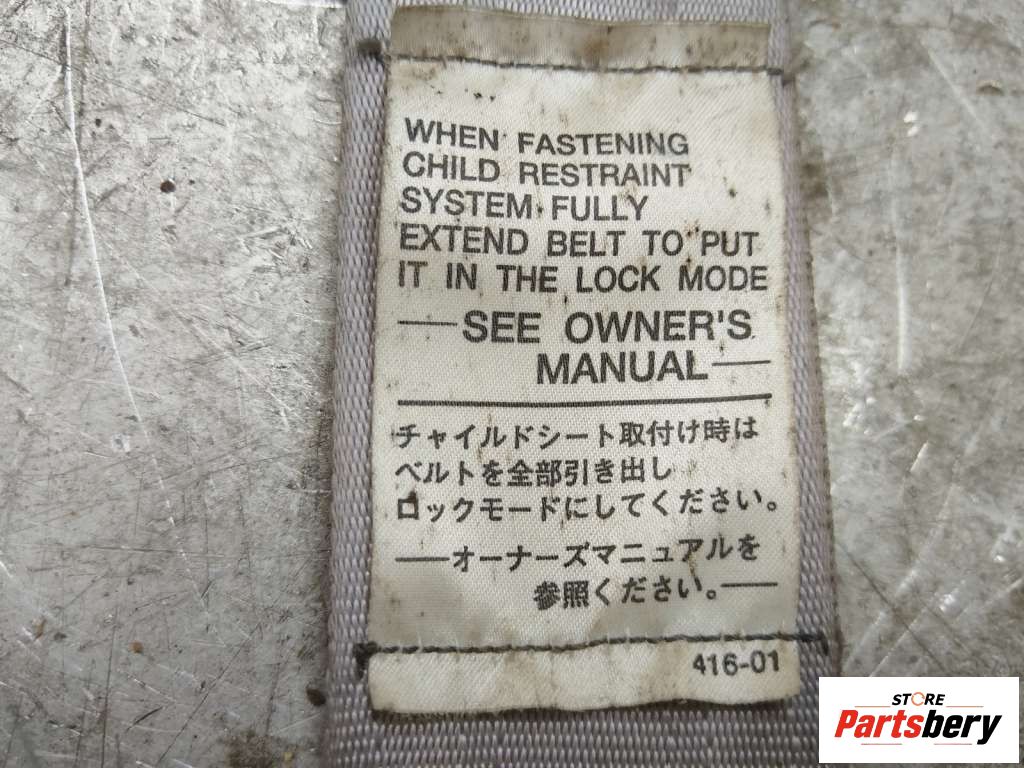 WHEN FASTENING
CHILD RESTRAINT
SYSTEM FULLY
EXTEND BELT TO PUT
IT IN THE LOCK MODE
—SEE OWNER'S
MANUAL—
チャイルドシート取付け時は
ベルトを全部引き出し
ロックモードにしてください。
—オーナーズマニュアルを
参照ください。—
416-01
STORE
Partsbery